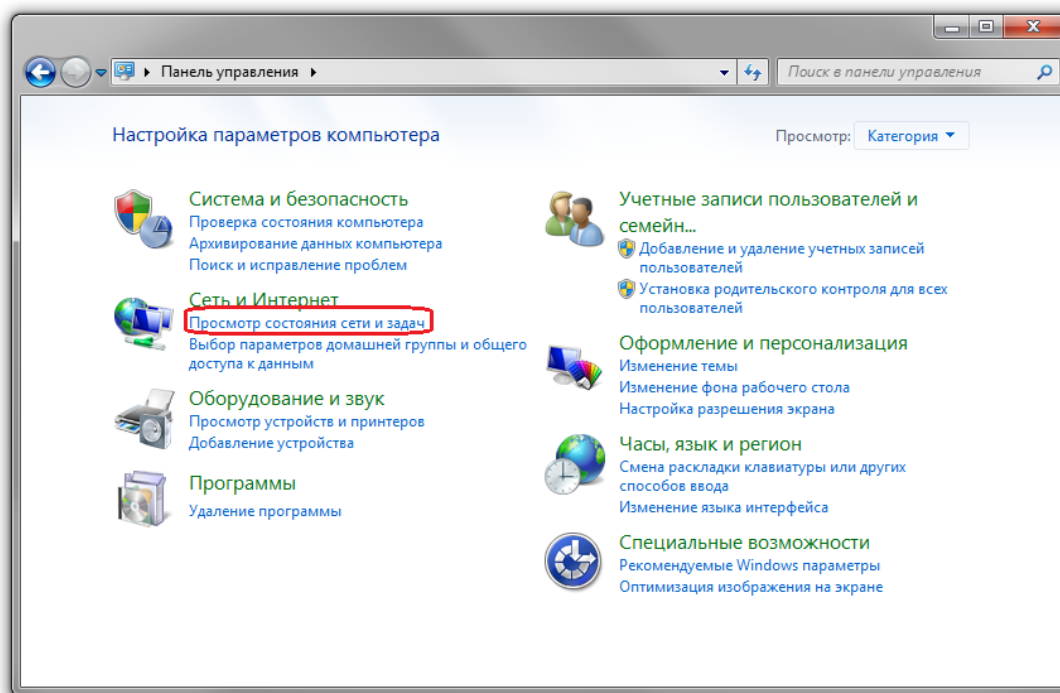 Панель управления
Поиск в панели управления
Настройка параметров компьютера
Просмотр: Категория
Система и безопасность
Проверка состояния компьютера
Архивирование данных компьютера
Поиск и исправление проблем
Сеть и Интернет
Просмотр состояния сети и задач
Выбор параметров домашней группы и общего
доступа к данным
Оборудование и звук
Просмотр устройств и принтеров
Добавление устройства
Программы
Удаление программы
Учетные записи пользователей и
семейн...
Добавление и удаление учетных записей
пользователей
Установка родительского контроля для всех
пользователей
Оформление и персонализация
Изменение темы
Изменение фона рабочего стола
Настройка разрешения экрана
Часы, язык и регион
Смена раскладки клавиатуры или других
способов ввода
Изменение языка интерфейса
Специальные возможности
Рекомендуемые Windows параметры
Оптимизация изображения на экране